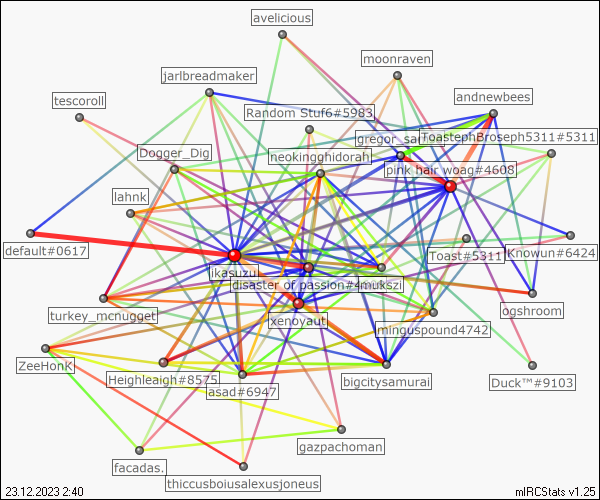 avelicious
moonraven
jarlbreadmaker
tescoroll
andnewbees
Random Stuf6#5983
ToastephBroseph5311#5311
Dogger_Dig
neokingghidorah
pink hair woag#4608
lahnk
default#0617
Toast#5311
Knowun#6424
ikasuzu
disaster of passion#4
turkey_mcnugget
xenoyaut
ogshroom
minguspound4742
ZeeHonK
Heighleaigh#8575
asad#6947
bigcitysamurai
Duck™#9103
gazpachoman
facadas.
thiccusboiusalexusjoneus
23.12.2023 2:40
mIRCStats v1.25